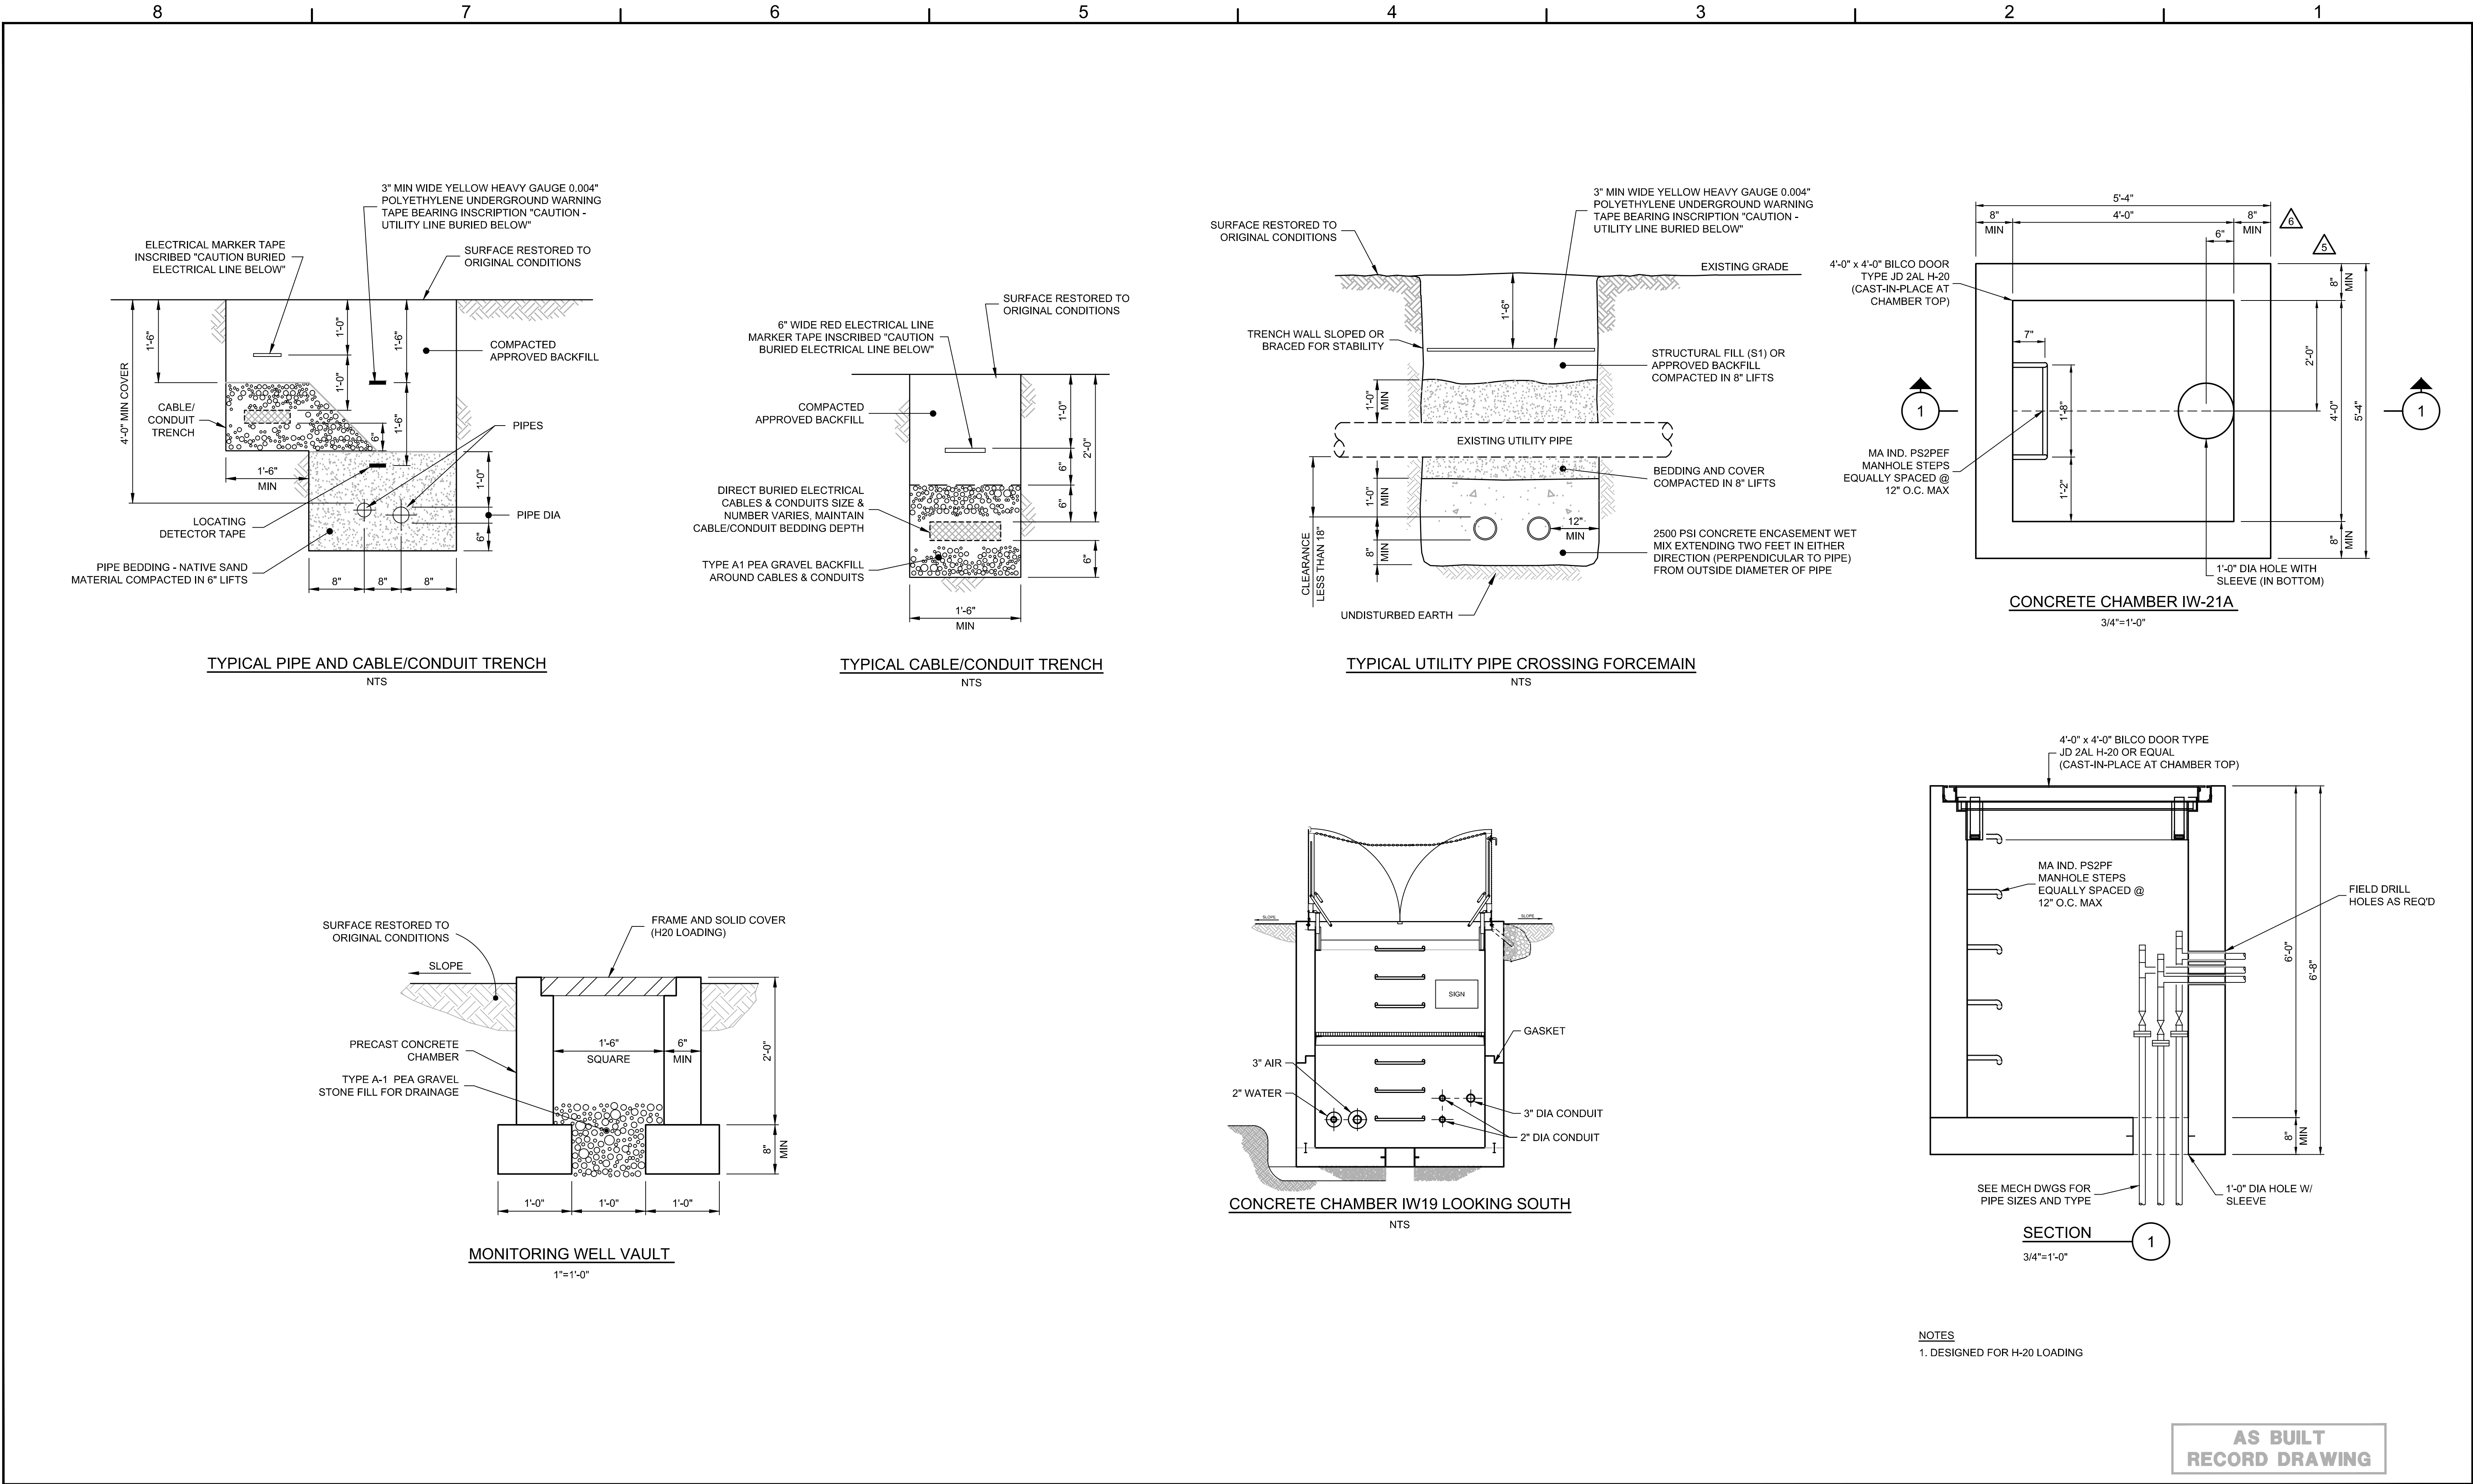 8 7 6 5 4 3 2 1
3" MIN WIDE YELLOW HEAVY GAUGE 0.004"
POLYETHYLENE UNDERGROUND WARNING
TAPE BEARING INSCRIPTION "CAUTION -
UTILITY LINE BURIED BELOW"
ELECTRICAL MARKER TAPE
INSCRIBED "CAUTION BURIED
ELECTRICAL LINE BELOW"
SURFACE RESTORED TO
ORIGINAL CONDITIONS
4'-0" MIN COVER
1'-6"
1'-0"
1'-0"
1'-6"
1'-6"
6"
COMPACTED
APPROVED BACKFILL
CABLE/
CONDUIT
TRENCH
PIPES
1'-6"
MIN
1'-0"
PIPE DIA
6"
LOCATING
DETECTOR TAPE
PIPE BEDDING - NATIVE SAND
MATERIAL COMPACTED IN 6" LIFTS
8" 8" 8"
TYPICAL PIPE AND CABLE/CONDUIT TRENCH
NTS
SURFACE RESTORED TO
ORIGINAL CONDITIONS
6" WIDE RED ELECTRICAL LINE
MARKER TAPE INSCRIBED "CAUTION
BURIED ELECTRICAL LINE BELOW"
COMPACTED
APPROVED BACKFILL
1'-0"
2'-0"
6"
6"
6"
DIRECT BURIED ELECTRICAL
CABLES & CONDUITS SIZE &
NUMBER VARIES, MAINTAIN
CABLE/CONDUIT BEDDING DEPTH
TYPE A1 PEA GRAVEL BACKFILL
AROUND CABLES & CONDUITS
1'-6"
MIN
TYPICAL CABLE/CONDUIT TRENCH
NTS
3" MIN WIDE YELLOW HEAVY GAUGE 0.004"
POLYETHYLENE UNDERGROUND WARNING
TAPE BEARING INSCRIPTION "CAUTION -
UTILITY LINE BURIED BELOW"
SURFACE RESTORED TO
ORIGINAL CONDITIONS
EXISTING GRADE
1'-6"
TRENCH WALL SLOPED OR
BRACED FOR STABILITY
STRUCTURAL FILL (S1) OR
APPROVED BACKFILL
COMPACTED IN 8" LIFTS
1'-0"
MIN
EXISTING UTILITY PIPE
BEDDING AND COVER
COMPACTED IN 8" LIFTS
1'-0"
MIN
12"
MIN
8"
MIN
CLEARANCE
LESS THAN 18"
2500 PSI CONCRETE ENCASEMENT WET
MIX EXTENDING TWO FEET IN EITHER
DIRECTION (PERPENDICULAR TO PIPE)
FROM OUTSIDE DIAMETER OF PIPE
UNDISTURBED EARTH
TYPICAL UTILITY PIPE CROSSING FORCEMAIN
NTS
5'-4"
8"
MIN
4'-0"
8"
MIN
6"
6
5
4'-0" x 4'-0" BILCO DOOR
TYPE JD 2AL H-20
(CAST-IN-PLACE AT
CHAMBER TOP)
7"
8"
MIN
2'-0"
4'-0"
5'-4"
8"
MIN
1'-8"
1'-2"
1
1
MA IND. PS2PEF
MANHOLE STEPS
EQUALLY SPACED @
12" O.C. MAX
1'-0" DIA HOLE WITH
SLEEVE (IN BOTTOM)
CONCRETE CHAMBER IW-21A
3/4"=1'-0"
SURFACE RESTORED TO
ORIGINAL CONDITIONS
FRAME AND SOLID COVER
(H20 LOADING)
SLOPE
PRECAST CONCRETE
CHAMBER
1'-6"
SQUARE
6"
MIN
2'-0"
TYPE A-1 PEA GRAVEL
STONE FILL FOR DRAINAGE
8"
MIN
1'-0" 1'-0" 1'-0"
MONITORING WELL VAULT
1"=1'-0"
SLOPE
SLOPE
SIGN
GASKET
3" AIR
2" WATER
3" DIA CONDUIT
2" DIA CONDUIT
CONCRETE CHAMBER IW19 LOOKING SOUTH
NTS
4'-0" x 4'-0" BILCO DOOR TYPE
JD 2AL H-20 OR EQUAL
(CAST-IN-PLACE AT CHAMBER TOP)
MA IND. PS2PF
MANHOLE STEPS
EQUALLY SPACED @
12" O.C. MAX
FIELD DRILL
HOLES AS REQ'D
6'-0"
6'-8"
8"
MIN
SEE MECH DWGS FOR
PIPE SIZES AND TYPE
1'-0" DIA HOLE W/
SLEEVE
SECTION 1
3/4"=1'-0"
NOTES
1. DESIGNED FOR H-20 LOADING
AS BUILT
RECORD DRAWING